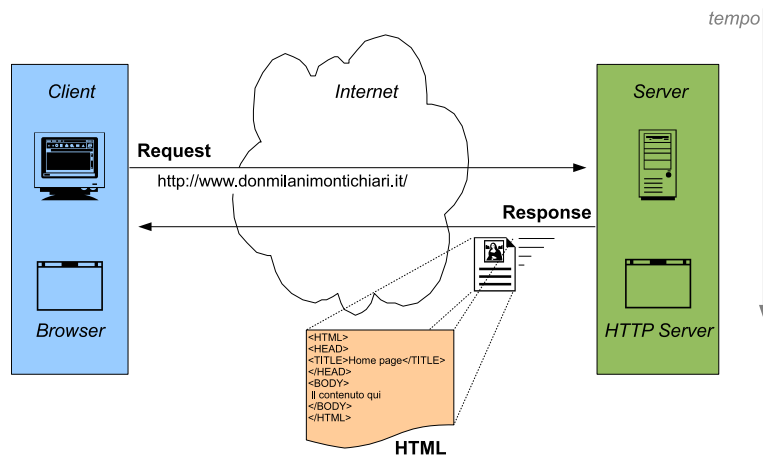 tempo
Client
Internet
Server
Request
http://www.donmilanimontichiari.it/
Response
Browser
HTTP Server
<HTML>
<HEAD>
<TITLE>Home page</TITLE>
</HEAD>
<BODY>
Il contenuto qui
</BODY>
</HTML>
HTML